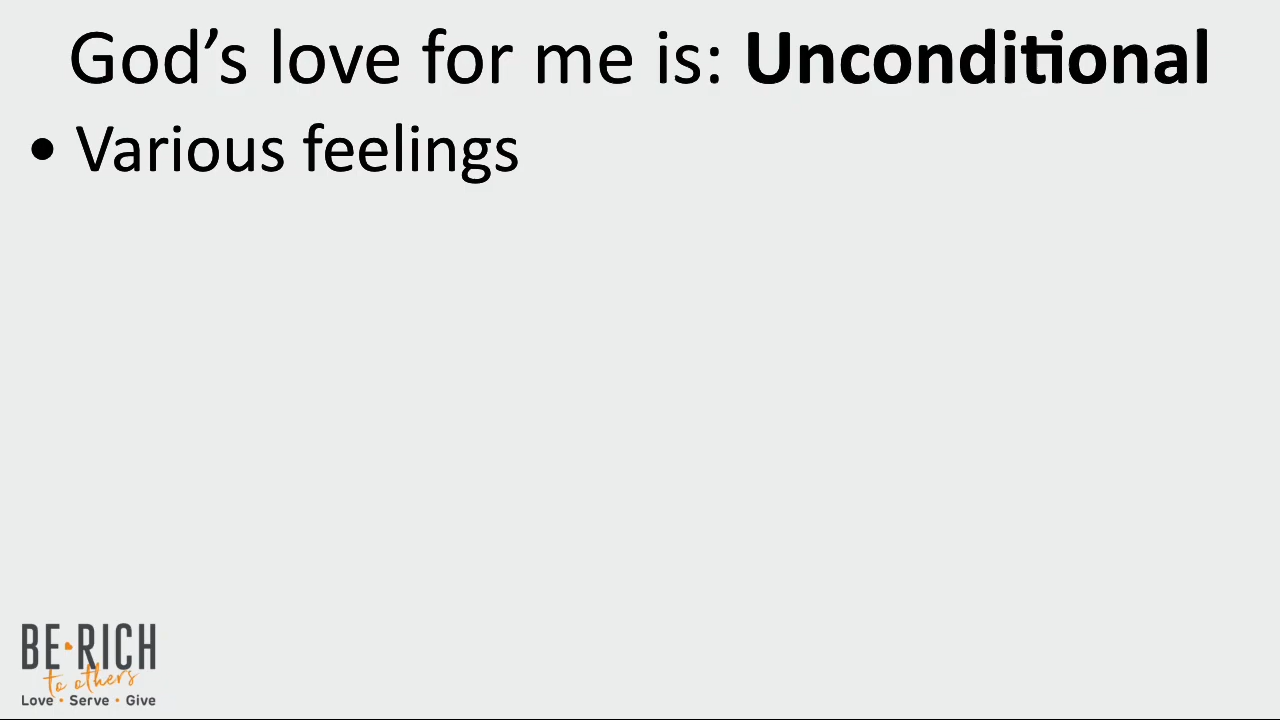 God’s love for me is: Unconditional
• Various feelings
BE•RICH
to others
Love • Serve • Give